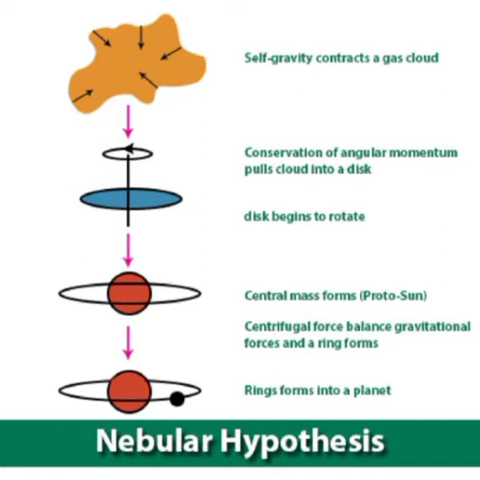 Self-gravity contracts a gas cloud
Conservation of angular momentum
pulls cloud into a disk
disk begins to rotate
Central mass forms (Proto-Sun)
Centrifugal force balance gravitational
forces and a ring forms
Rings forms into a planet
Nebular Hypothesis